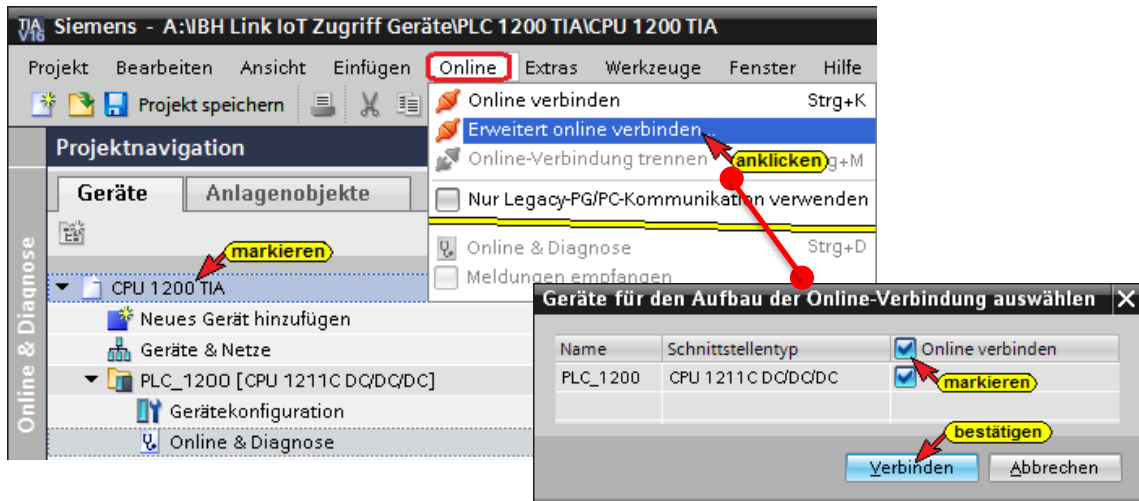 TIA V16 Siemens - A:\IBH Link IoT Zugriff Geräte\PLC 1200 TIA\CPU 1200 TIA
Projekt Bearbeiten Ansicht Einfügen Online Extras Werkzeuge Fenster Hilfe
Projekt speichern
Online verbinden Strg+K
Erweitert online verbinden...
Online-Verbindung trennen g+M
anklicken
Nur Legacy-PG/PC-Kommunikation verwenden
Online & Diagnose Strg+D
Meldungen empfangen
Projektnavigation
Geräte Anlagenobjekte
markieren
CPU 1200 TIA
Neues Gerät hinzufügen
Geräte & Netze
PLC_1200 [CPU 1211C DC/DC/DC]
Gerätekonfiguration
Online & Diagnose
Online & Diagnose
Geräte für den Aufbau der Online-Verbindung auswählen
Name Schnittstellentyp Online verbinden
PLC_1200 CPU 1211C DC/DC/DC
markieren
bestätigen
Verbinden Abbrechen